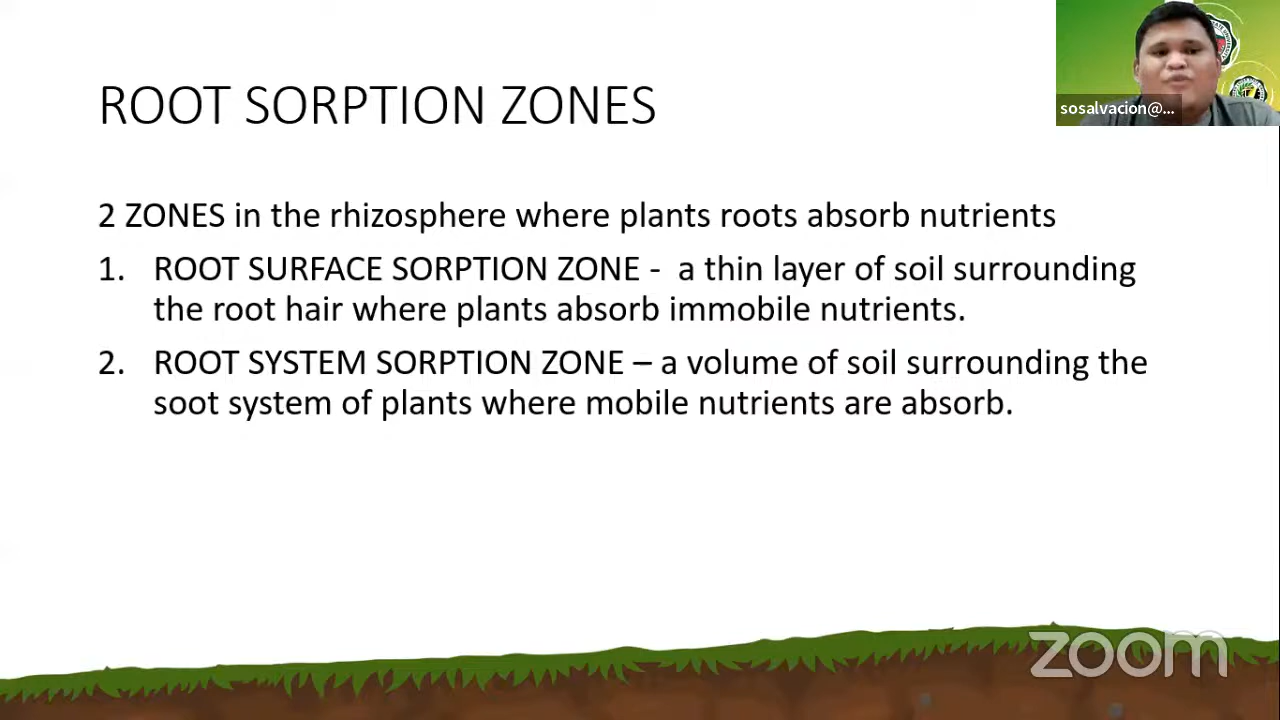 sosalvacion@...
ROOT SORPTION ZONES
2 ZONES in the rhizosphere where plants roots absorb nutrients
1. ROOT SURFACE SORPTION ZONE - a thin layer of soil surrounding
the root hair where plants absorb immobile nutrients.
2. ROOT SYSTEM SORPTION ZONE – a volume of soil surrounding the
soot system of plants where mobile nutrients are absorb.
zoom